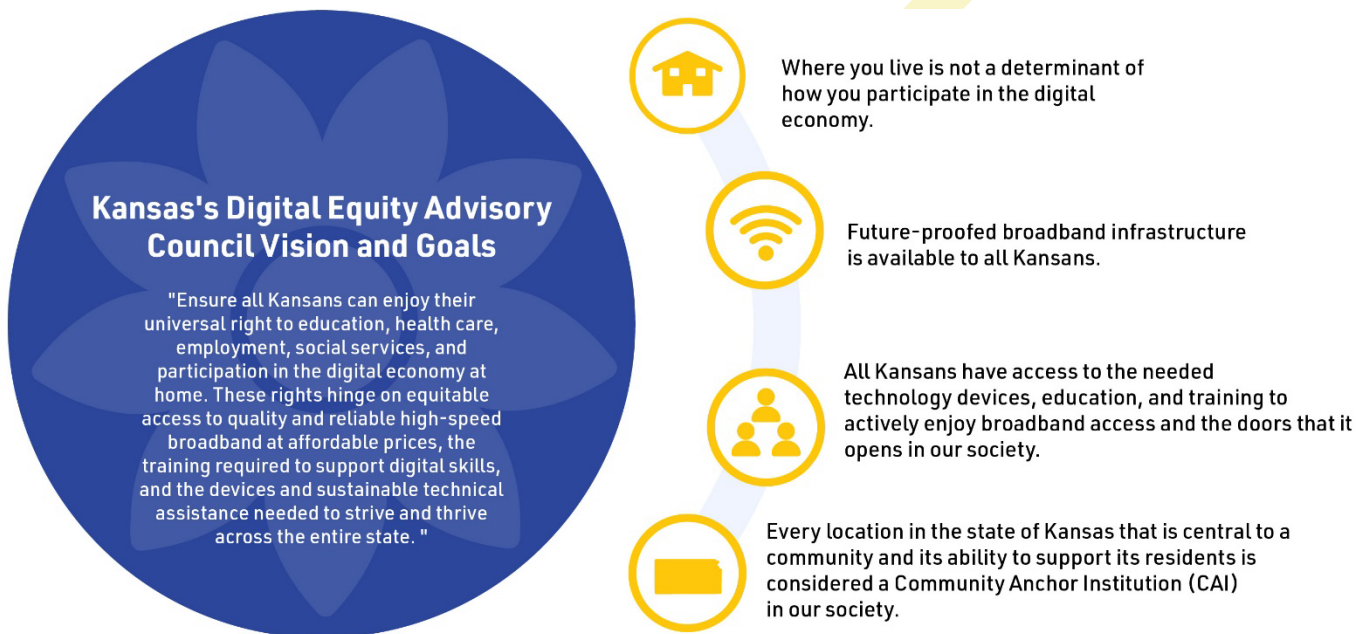 Kansas's Digital Equity Advisory
Council Vision and Goals
"Ensure all Kansans can enjoy their
universal right to education, health care,
employment, social services, and
participation in the digital economy at
home. These rights hinge on equitable
access to quality and reliable high-speed
broadband at affordable prices, the
training required to support digital skills,
and the devices and sustainable technical
assistance needed to strive and thrive
across the entire state. "
Where you live is not a determinant of
how you participate in the digital
economy.
Future-proofed broadband infrastructure
is available to all Kansans.
All Kansans have access to the needed
technology devices, education, and training to
actively enjoy broadband access and the doors that it
opens in our society.
Every location in the state of Kansas that is central to a
community and its ability to support its residents is
considered a Community Anchor Institution (CAI)
in our society.